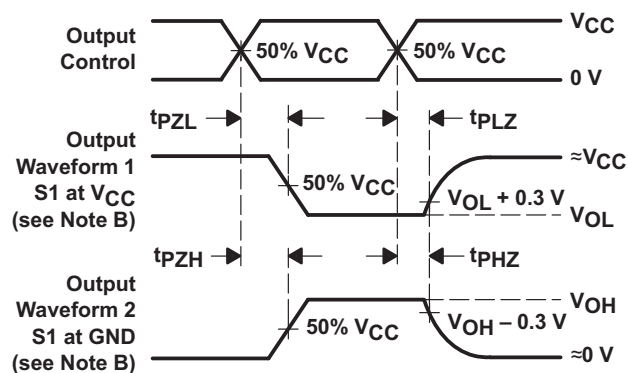 Output
Control
50% VCC
50% VCC
VCC
0 V
tPZL
tPLZ
Output
Waveform 1
S1 at VCC
(see Note B)
50% VCC
≈VCC
VOL + 0.3 V
VOL
tPZH
tPHZ
Output
Waveform 2
S1 at GND
(see Note B)
50% VCC
VOH
VOH – 0.3 V
≈0 V